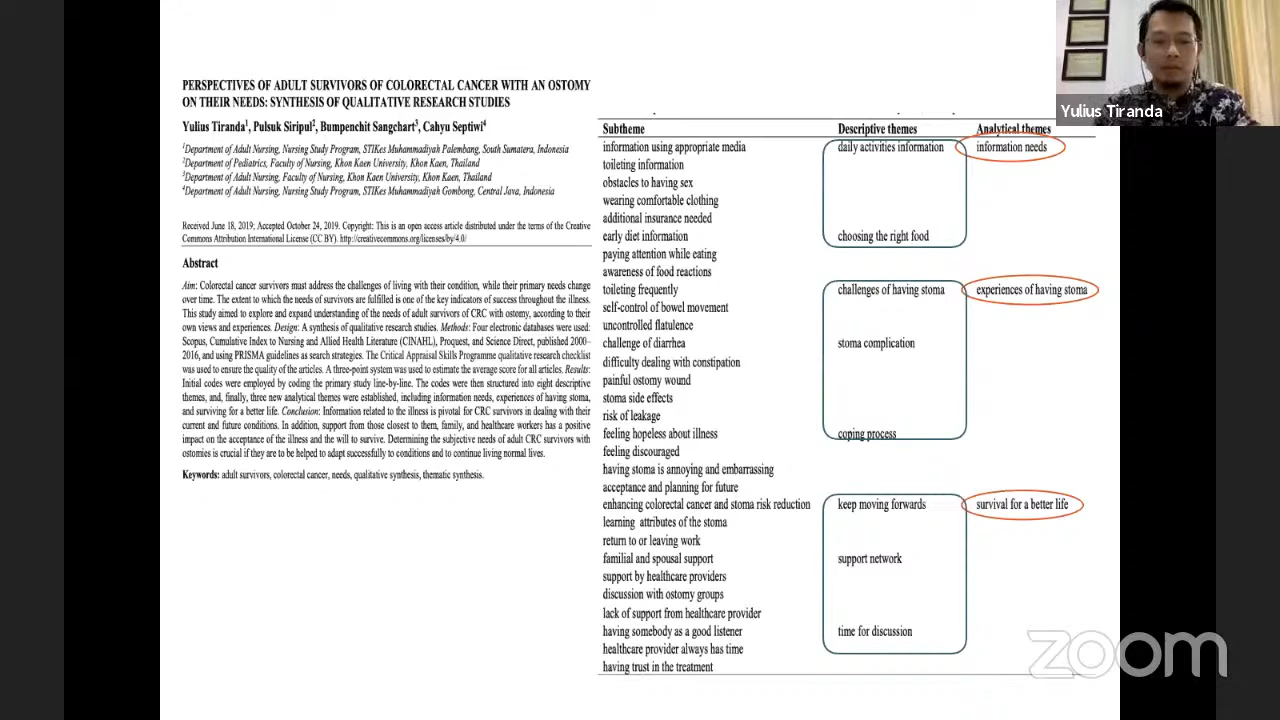 PERSPECTIVES OF ADULT SURVIVORS OF COLORECTAL CANCER WITH AN OSTOMY
ON THEIR NEEDS: SYNTHESIS OF QUALITATIVE RESEARCH STUDIES
Yulius Tiranda1, Pulsuk Siripul2, Bumpenchit Sangchart3, Cahyu Septiwi4
1Department of Adult Nursing, Nursing Study Program, STIKes Muhammadiyah Palembang, South Sumatera, Indonesia
2Department of Pediatrics, Faculty of Nursing, Khon Kaen University, Khon Kaen, Thailand
3Department of Adult Nursing, Faculty of Nursing, Khon Kaen University, Khon Kaen, Thailand
4Department of Adult Nursing, Nursing Study Program, STIKes Muhammadiyah Gombong, Central Java, Indonesia
Received June 18, 2019; Accepted October 24, 2019. Copyright: This is an open access article distributed under the terms of the Creative
Commons Attribution International License (CC BY). http://creativecommons.org/licenses/by/4.0/
Abstract
Aim: Colorectal cancer survivors must address the challenges of living with their condition, while their primary needs change
over time. The extent to which the needs of survivors are fulfilled is one of the key indicators of success throughout the illness.
This study aimed to explore and expand understanding of the needs of adult survivors of CRC with ostomy, according to their
own views and experiences. Design: A synthesis of qualitative research studies. Methods: Four electronic databases were used:
Scopus, Cumulative Index to Nursing and Allied Health Literature (CINAHL), Proquest, and Science Direct, published 2000–
2016, and using PRISMA guidelines as search strategies. The Critical Appraisal Skills Programme qualitative research checklist
was used to ensure the quality of the articles. A three-point system was used to estimate the average score for all articles. Results:
Initial codes were employed by coding the primary study line-by-line. The codes were then structured into eight descriptive
themes, and, finally, three new analytical themes were established, including information needs, experiences of having stoma,
and surviving for a better life. Conclusion: Information related to the illness is pivotal for CRC survivors in dealing with their
current and future conditions. In addition, support from those closest to them, family, and healthcare workers has a positive
impact on the acceptance of the illness and the will to survive. Determining the subjective needs of adult CRC survivors with
ostomies is crucial if they are to be helped to adapt successfully to conditions and to continue living normal lives.
Keywords: adult survivors, colorectal cancer, needs, qualitative synthesis, thematic synthesis.
Subtheme Descriptive themes Analytical themes
information using appropriate media daily activities information information needs
toileting information
obstacles to having sex
wearing comfortable clothing
additional insurance needed
early diet information choosing the right food
paying attention while eating
awareness of food reactions
toileting frequently challenges of having stoma experiences of having stoma
self-control of bowel movement
uncontrolled flatulence
challenge of diarrhea stoma complication
difficulty dealing with constipation
painful ostomy wound
stoma side effects
risk of leakage
feeling hopeless about illness coping process
feeling discouraged
having stoma is annoying and embarrassing
acceptance and planning for future
enhancing colorectal cancer and stoma risk reduction keep moving forwards survival for a better life
learning attributes of the stoma
return to or leaving work
familial and spousal support support network
support by healthcare providers
discussion with ostomy groups
lack of support from healthcare provider
having somebody as a good listener time for discussion
healthcare provider always has time
having trust in the treatment
Yulius Tiranda
zoom